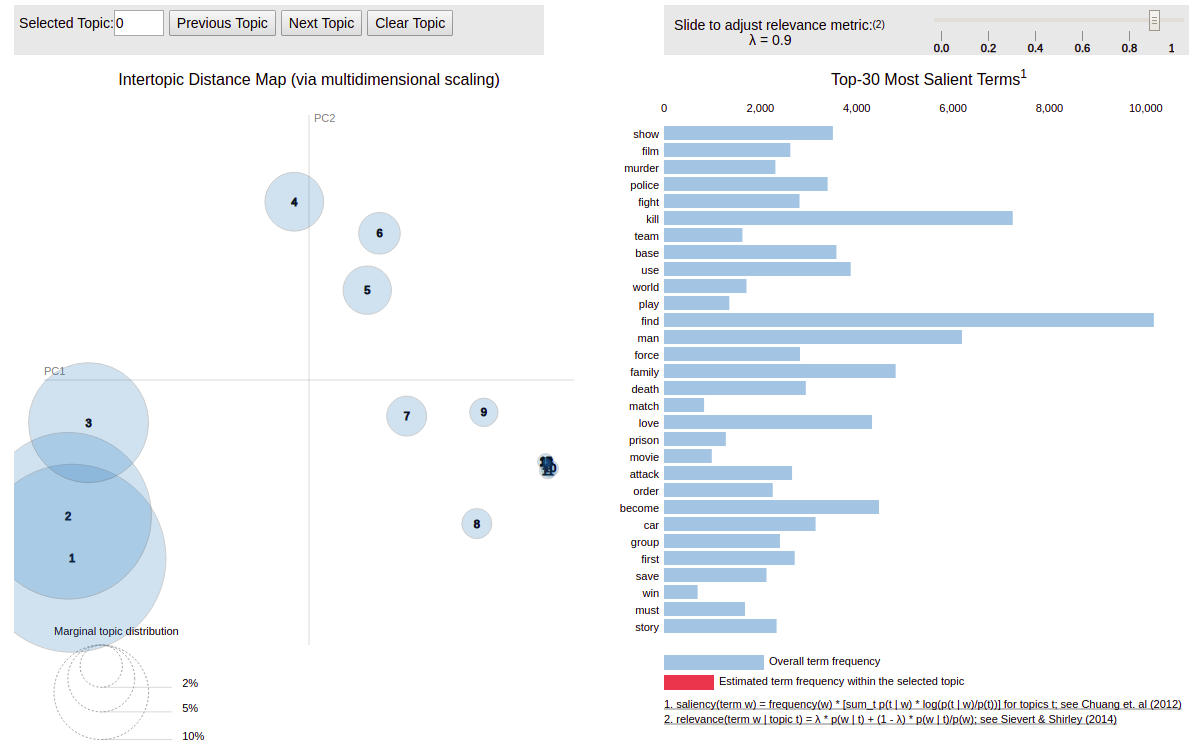 Selected Topic: 0 Previous Topic Next Topic Clear Topic
Slide to adjust relevance metric:(2)
λ = 0.9
0.0 0.2 0.4 0.6 0.8 1
Intertopic Distance Map (via multidimensional scaling)
PC2
PC1
4
6
5
3
7
9
2
8
1
Marginal topic distribution
2%
5%
10%
Top-30 Most Salient Terms1
0 2,000 4,000 6,000 8,000 10,000
show
film
murder
police
fight
kill
team
base
use
world
play
find
man
force
family
death
match
love
prison
movie
attack
order
become
car
group
first
save
win
must
story
Overall term frequency
Estimated term frequency within the selected topic
1. saliency(term w) = frequency(w) * [sum_t p(t | w) * log(p(t | w)/p(t))] for topics t; see Chuang et. al (2012)
2. relevance(term w | topic t) = λ * p(w | t) + (1 - λ) * p(w | t)/p(w); see Sievert & Shirley (2014)